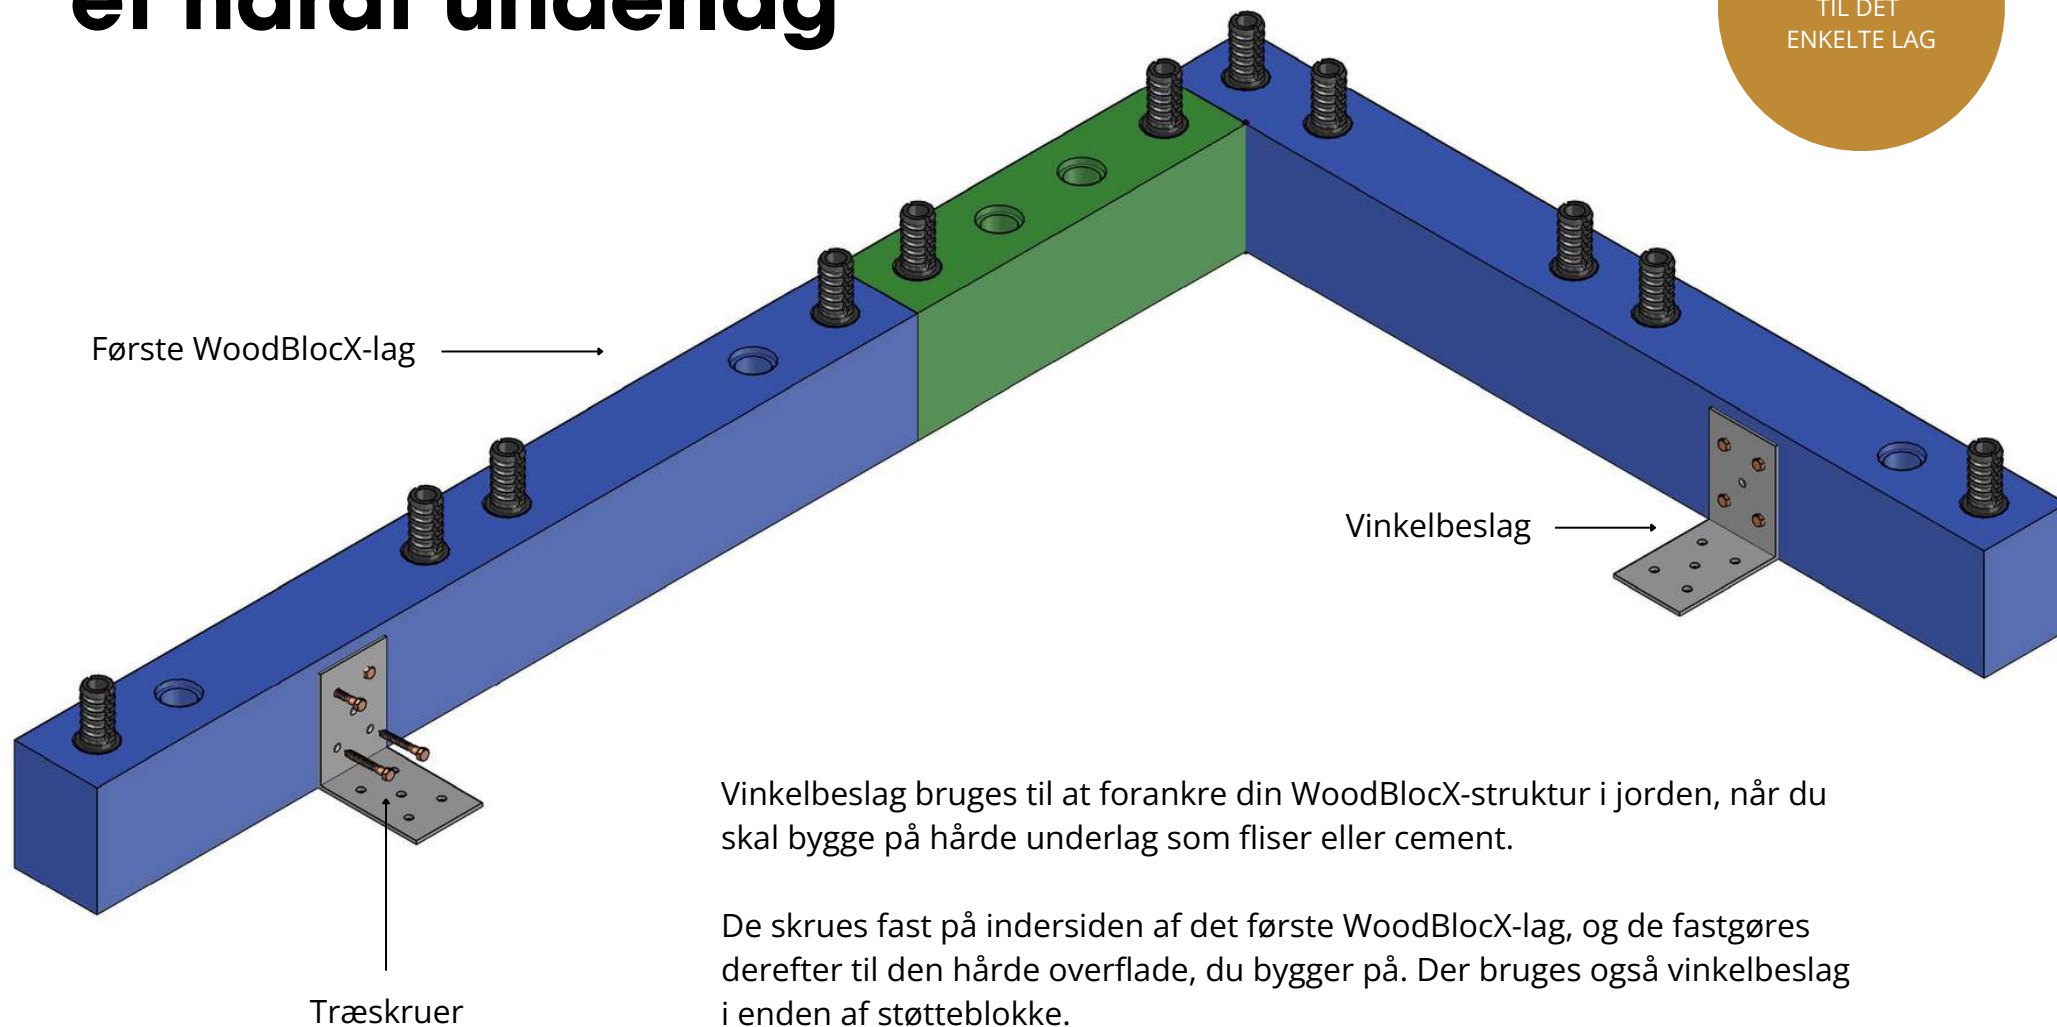 et hårdt underlag
TIL DET
ENKELTE LAG
Første WoodBlocX-lag
Vinkelbeslag
Vinkelbeslag bruges til at forankre din WoodBlocX-struktur i jorden, når du
skal bygge på hårde underlag som fliser eller cement.
De skrues fast på indersiden af det første WoodBlocX-lag, og de fastgøres
derefter til den hårde overflade, du bygger på. Der bruges også vinkelbeslag
i enden af støtteblokke.
Træskruer